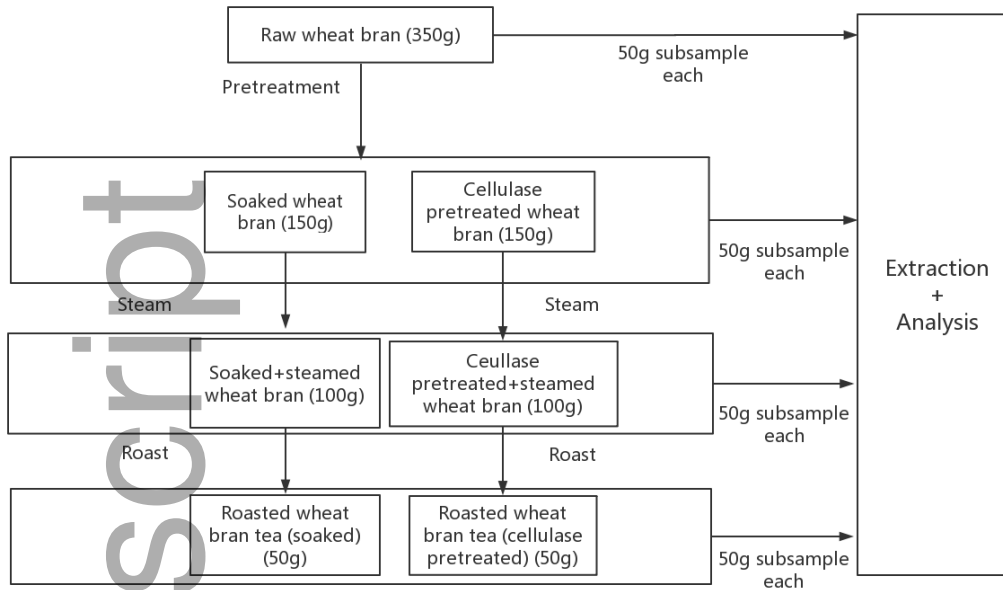 Raw wheat bran (350g)
50g subsample
each
Pretreatment
Soaked wheat
bran (150g)
Cellulase
pretreated wheat
bran (150g)
50g subsample
each
Extraction
+
Analysis
Steam
Steam
Soaked+steamed
wheat bran (100g)
Ceullase
pretreated+steamed
wheat bran (100g)
50g subsample
each
Roast
Roast
Roasted wheat
bran tea (soaked)
(50g)
Roasted wheat
bran tea (cellulase
pretreated) (50g)
50g subsample
each
script